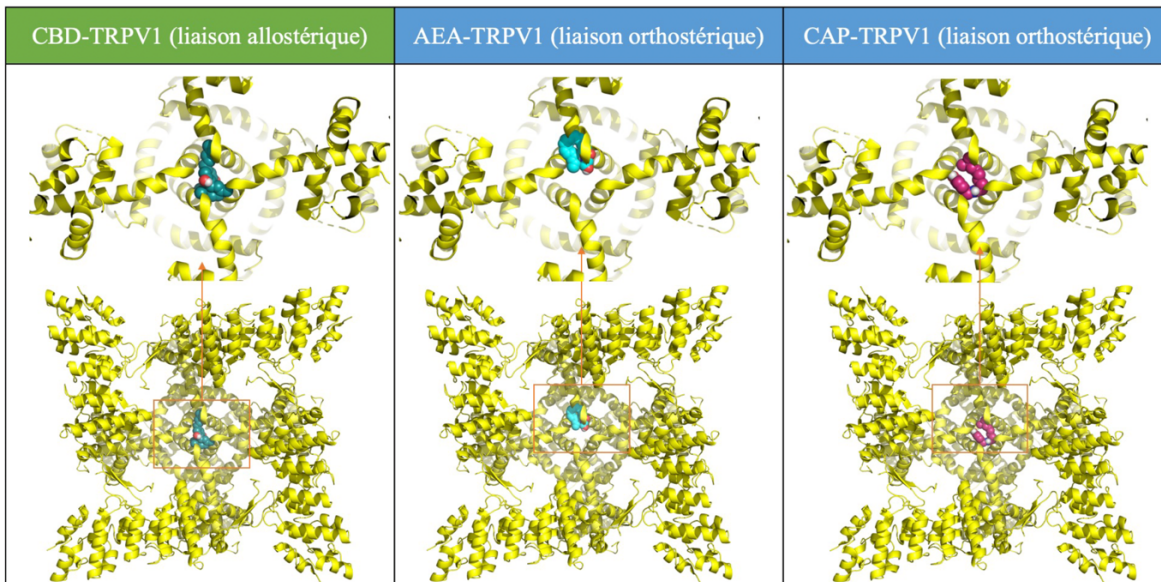 CBD-TRPV1 (liaison allostérique)
AEA-TRPV1 (liaison orthostérique)
CAP-TRPV1 (liaison orthostérique)